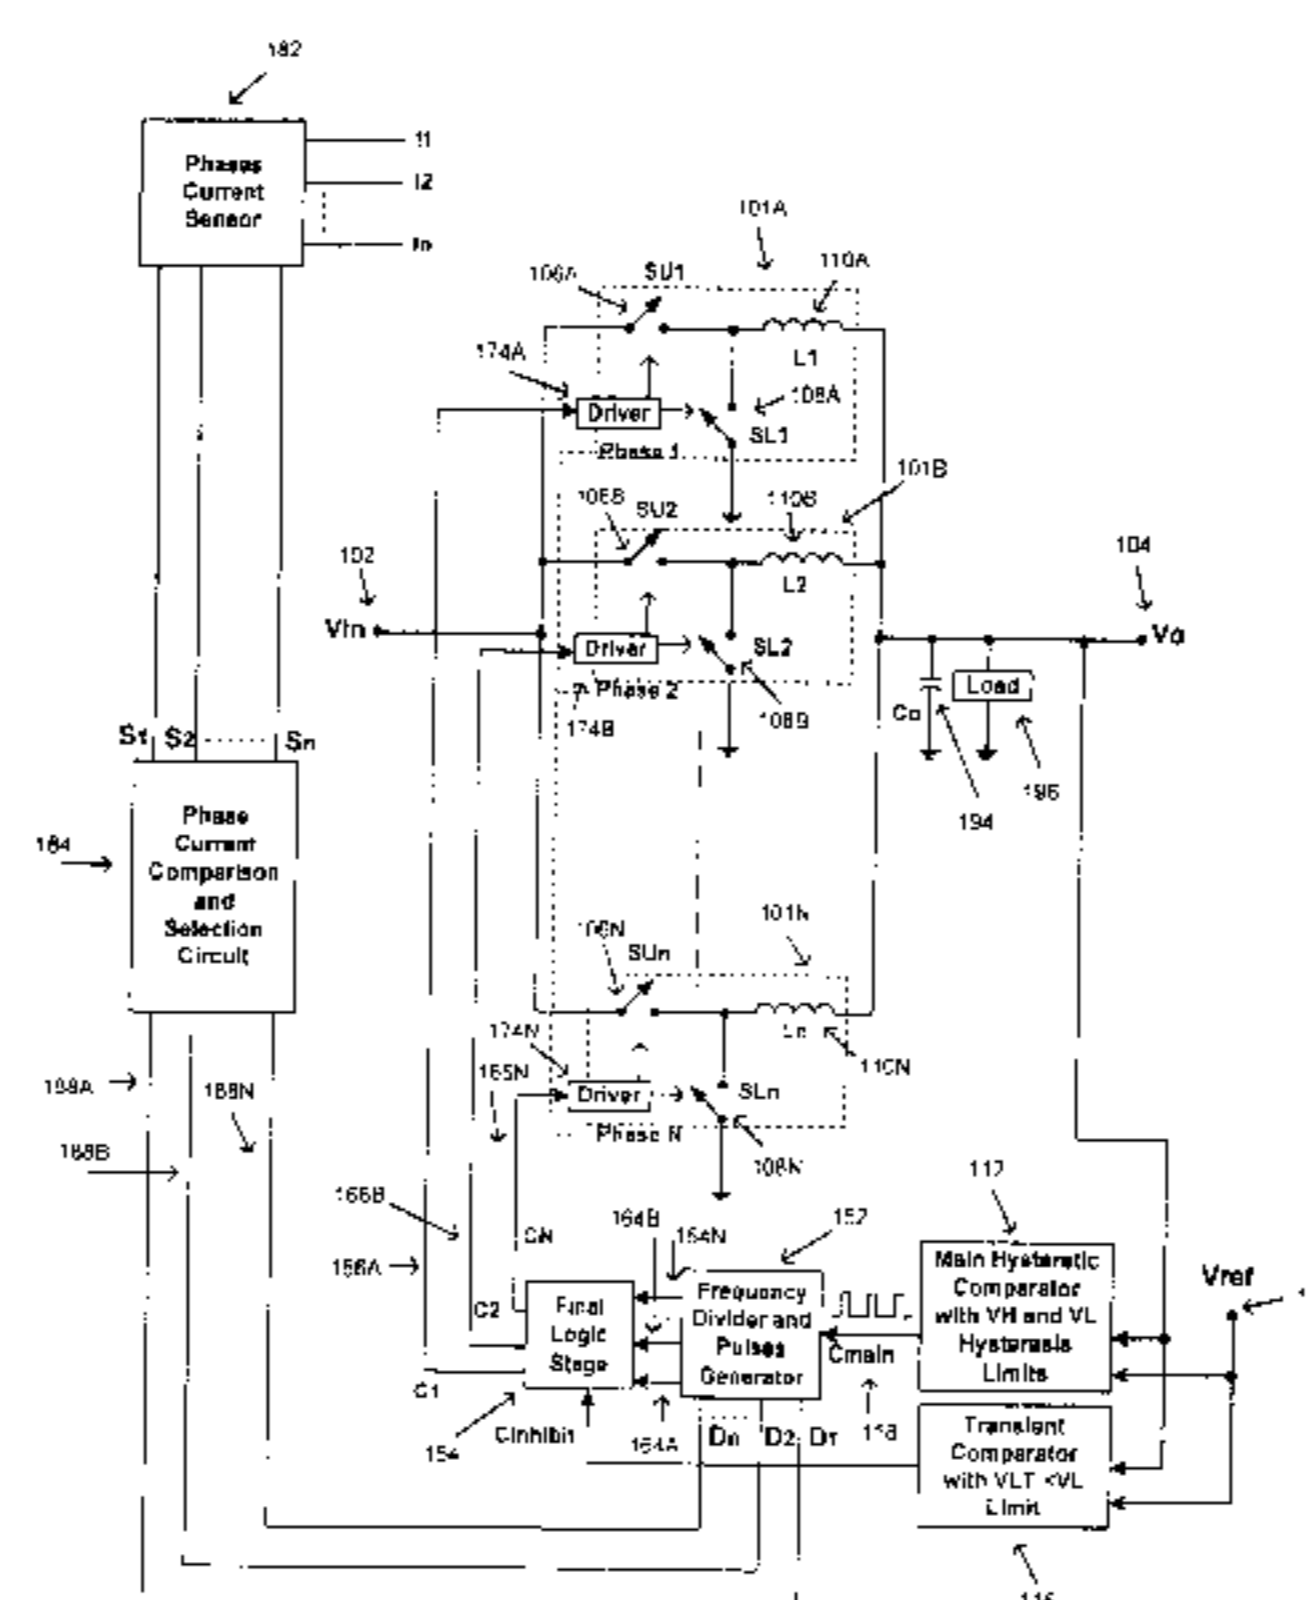 182
Phases
Current
Sensor
I1
I2
In
101A
106A
SU1
110A
L1
174A
Driver
108A
SL1
Phase 1
101B
106B
SU2
110B
L2
102
104
Vin
Vo
Driver
SL2
Phase 2
Load
Co
174B
108B
S1
S2
Sn
196
194
Phase
Current
Comparison
and
Selection
Circuit
184
101N
106N
SUn
Ln
174N
110N
166N
188A
188N
Driver
SLn
Phase N
188B
108N
112
166B
164B
164N
152
CN
166A
Main Hysteretic
Comparator
with VH and VL
Hysteresis
Limits
Vref
C2
Final
Logic
Stage
Frequency
Divider and
Pulses
Generator
Cmain
C1
154
Cinhibit
164A
Dn
D2
D1
118
Transient
Comparator
with VLT <VL
Limit